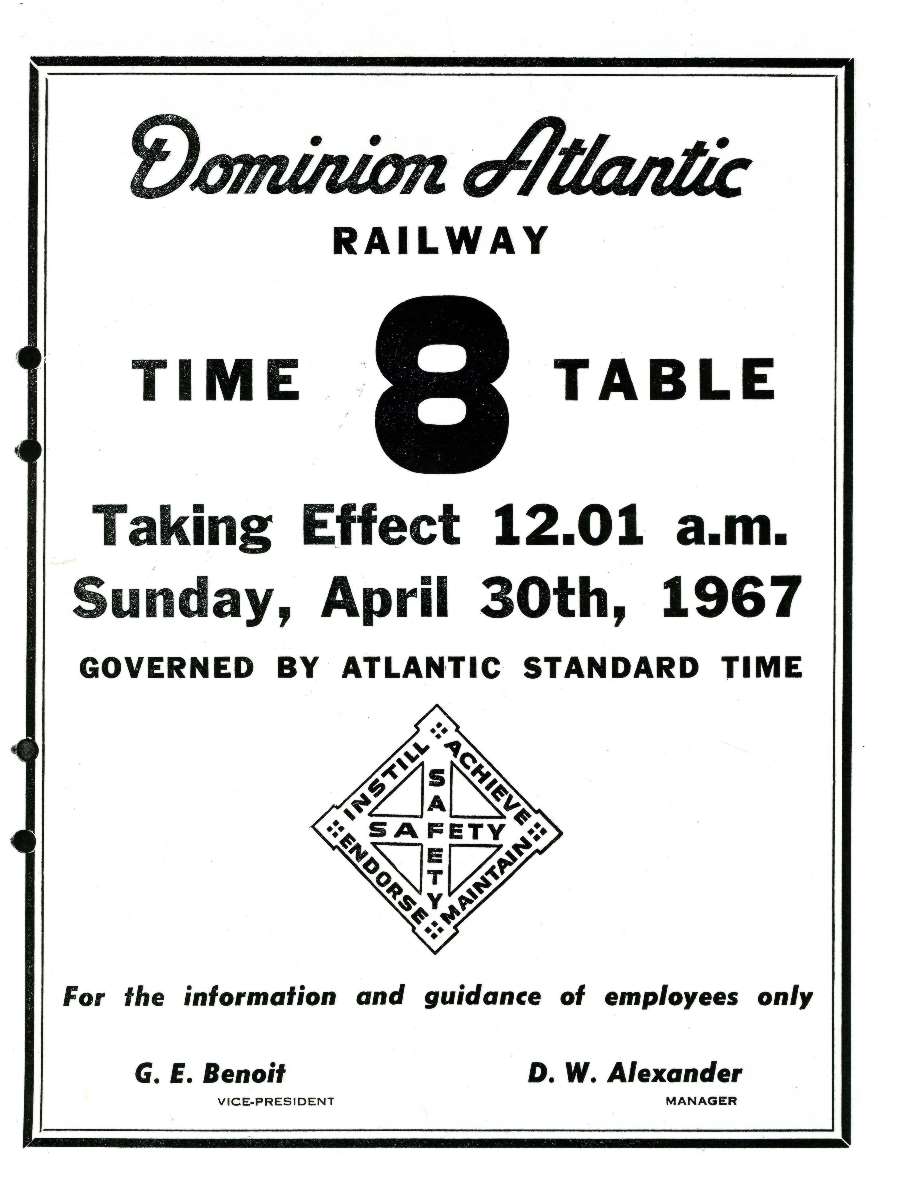 Dominion Atlantic
RAILWAY
TIME 8 TABLE
Taking Effect 12.01 a.m.
Sunday, April 30th, 1967
GOVERNED BY ATLANTIC STANDARD TIME
INSTILL ACHIEVE
SAFETY
SAFETY
ENDORSE MAINTAIN
For the information and guidance of employees only
G. E. Benoit D. W. Alexander
VICE-PRESIDENT MANAGER